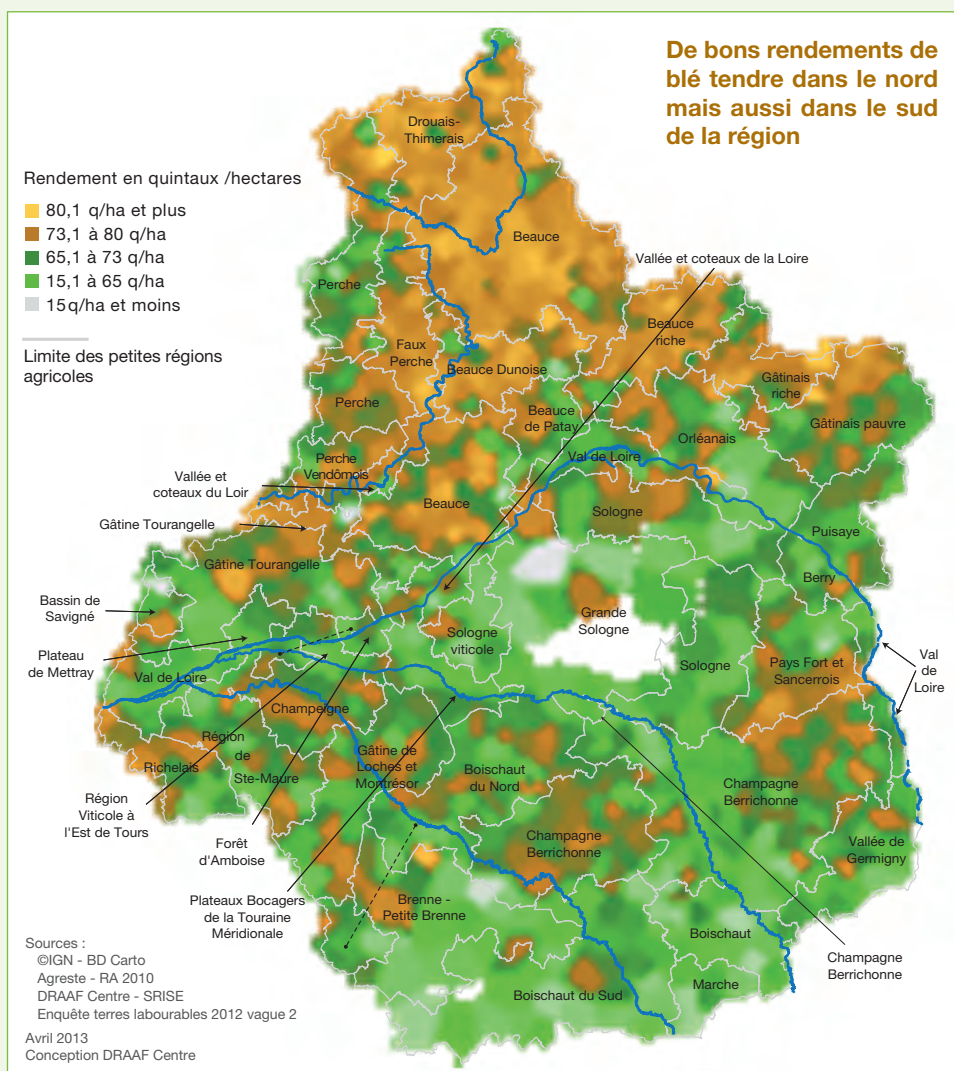 De bons rendements de
blé tendre dans le nord
mais aussi dans le sud
de la région
Rendement en quintaux /hectares
80,1 q/ha et plus
73,1 à 80 q/ha
65,1 à 73 q/ha
15,1 à 65 q/ha
15q/ha et moins
Limite des petites régions
agricoles
Drouais-
Thimerais
Beauce
Vallée et coteaux de la Loire
Perche
Faux
Perche
Beauce
riche
Beauce Dunoise
Gâtinais
riche
Perche
Beauce
de Patay
Gâtinais pauvre
Orléanais
Val de Loire
Perche
Vendômois
Vallée et
coteaux du Loir
Beauce
Sologne
Gâtine Tourangelle
Puisaye
Gâtine Tourangelle
Berry
Bassin de
Savigné
Grande
Sologne
Sologne
viticole
Plateau
de Mettray
Sologne
Pays Fort et
Sancerrois
Val
de
Loire
Val de Loire
Champeigne
Région
de
Ste-Maure
Richelais
Gâtine de
Loches et
Montrésor
Boischaut
du Nord
Champagne
Berrichonne
Région
Viticole à
l'Est de Tours
Forêt
d'Amboise
Champagne
Berrichonne
Vallée de
Germigny
Plateaux Bocagers
de la Touraine
Méridionale
Brenne -
Petite Brenne
Boischaut
Champagne
Berrichonne
Marche
Boischaut du Sud
Sources :
©IGN - BD Carto
Agreste - RA 2010
DRAAF Centre - SRISE
Enquête terres labourables 2012 vague 2
Avril 2013
Conception DRAAF Centre